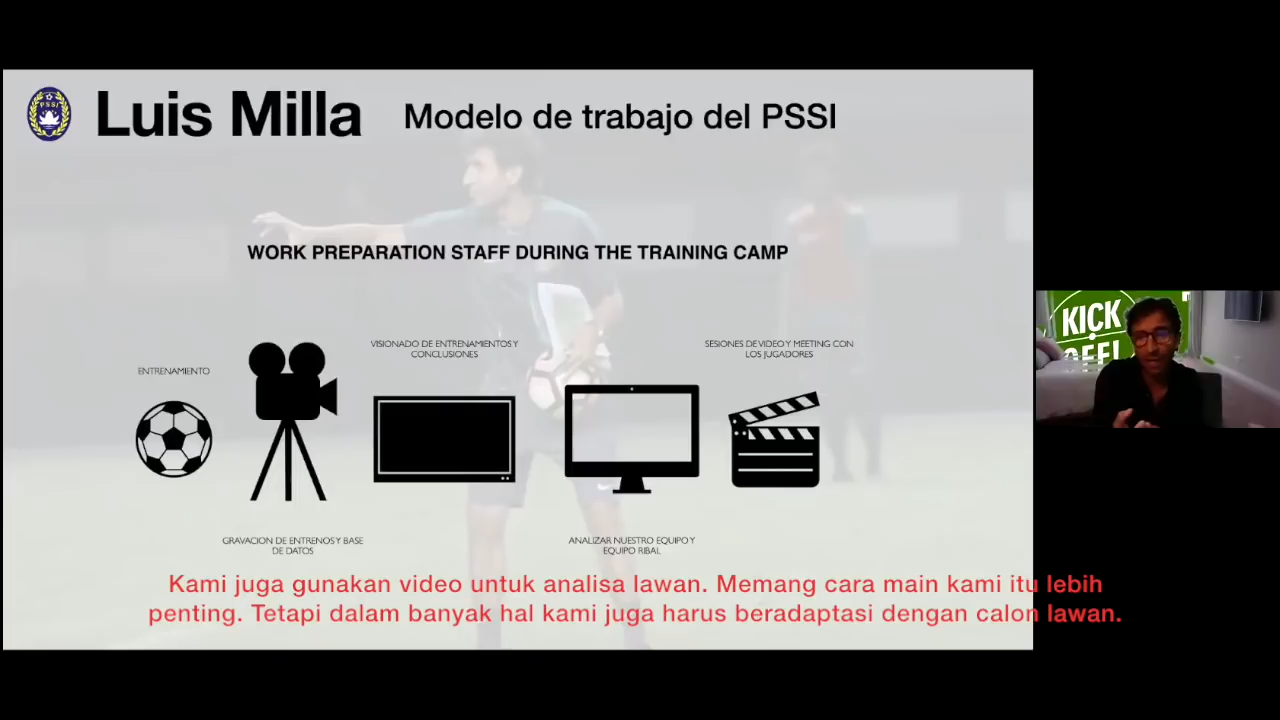 PSSI
Luis Milla
Modelo de trabajo del PSSI
WORK PREPARATION STAFF DURING THE TRAINING CAMP
ENTRENAMIENTO
VISIONADO DE ENTRENAMIENTOS Y
CONCLUSIONES
SESIONES DE VIDEO Y MEETING CON
LOS JUGADORES
GRAVACION DE ENTRENOS Y BASE
DE DATOS
ANALIZAR NUESTRO EQUIPO Y
EQUIPO RIBAL
KICK
OFF!
Kami juga gunakan video untuk analisa lawan. Memang cara main kami itu lebih
penting. Tetapi dalam banyak hal kami juga harus beradaptasi dengan calon lawan.